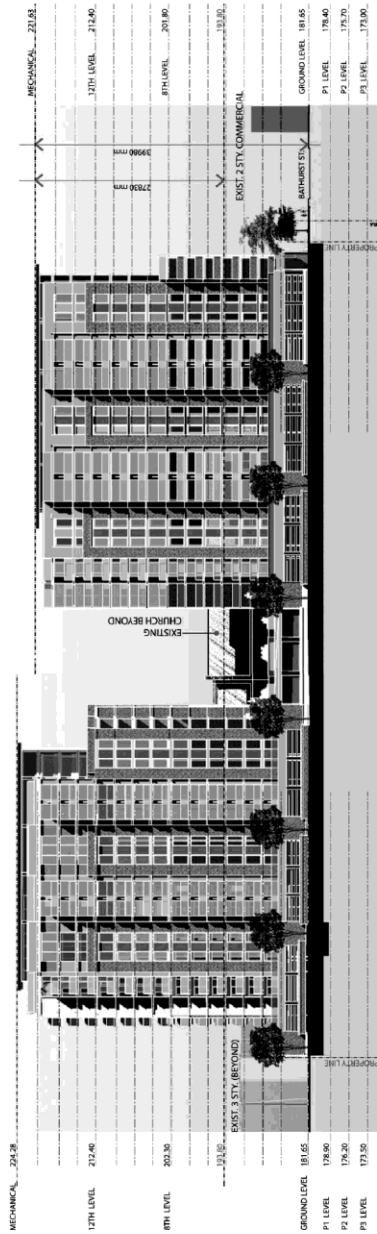 MECHANICAL 224.28
12TH LEVEL 212.40
8TH LEVEL 202.30
193.80
GROUND LEVEL 181.65
P1 LEVEL 178.90
P2 LEVEL 176.20
P3 LEVEL 173.50
EXIST. 3 STY. (BEYOND)
PROPERTY LINE
EXISTING
CHURCH BEYOND
EXIST. 2 STY. COMMERCIAL
BATHURST ST.
PROPERTY LINE
27830 mm
39980 mm
MECHANICAL 221.63
12TH LEVEL 212.40
8TH LEVEL 201.80
193.80
GROUND LEVEL 181.65
P1 LEVEL 178.40
P2 LEVEL 175.70
P3 LEVEL 173.00